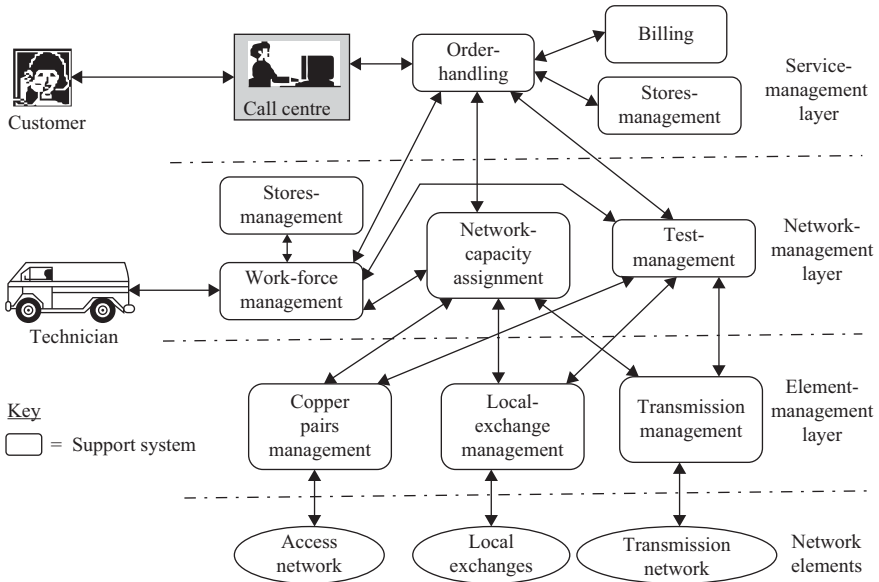 Customer
Call centre
Order-
handling
Billing
Stores-
management
Service-
management
layer
Stores-
management
Work-force
management
Technician
Network-
capacity
assignment
Test-
management
Network-
management
layer
Key
= Support system
Copper
pairs
management
Local-
exchange
management
Transmission
management
Element-
management
layer
Access
network
Local
exchanges
Transmission
network
Network
elements